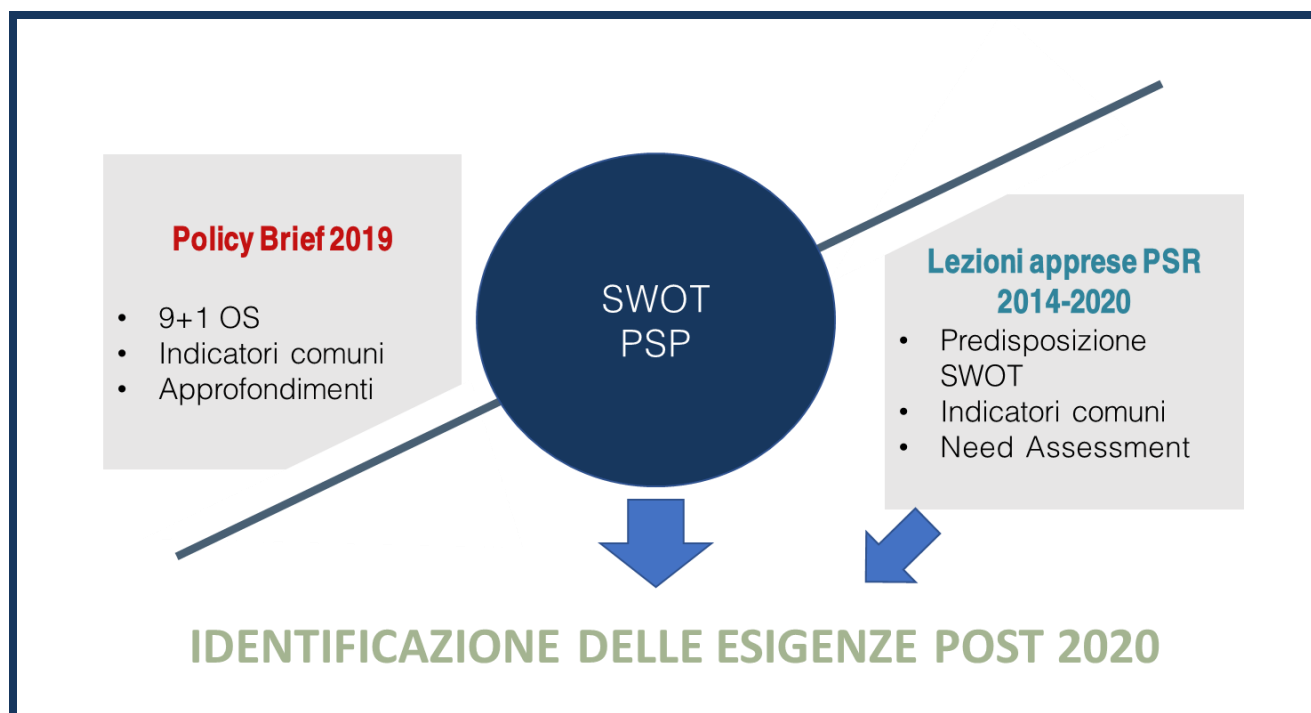 Policy Brief 2019
• 9+1 OS
• Indicatori comuni
• Approfondimenti
SWOT
PSP
Lezioni apprese PSR
2014-2020
• Predisposizione
SWOT
• Indicatori comuni
• Need Assessment
IDENTIFICAZIONE DELLE ESIGENZE POST 2020